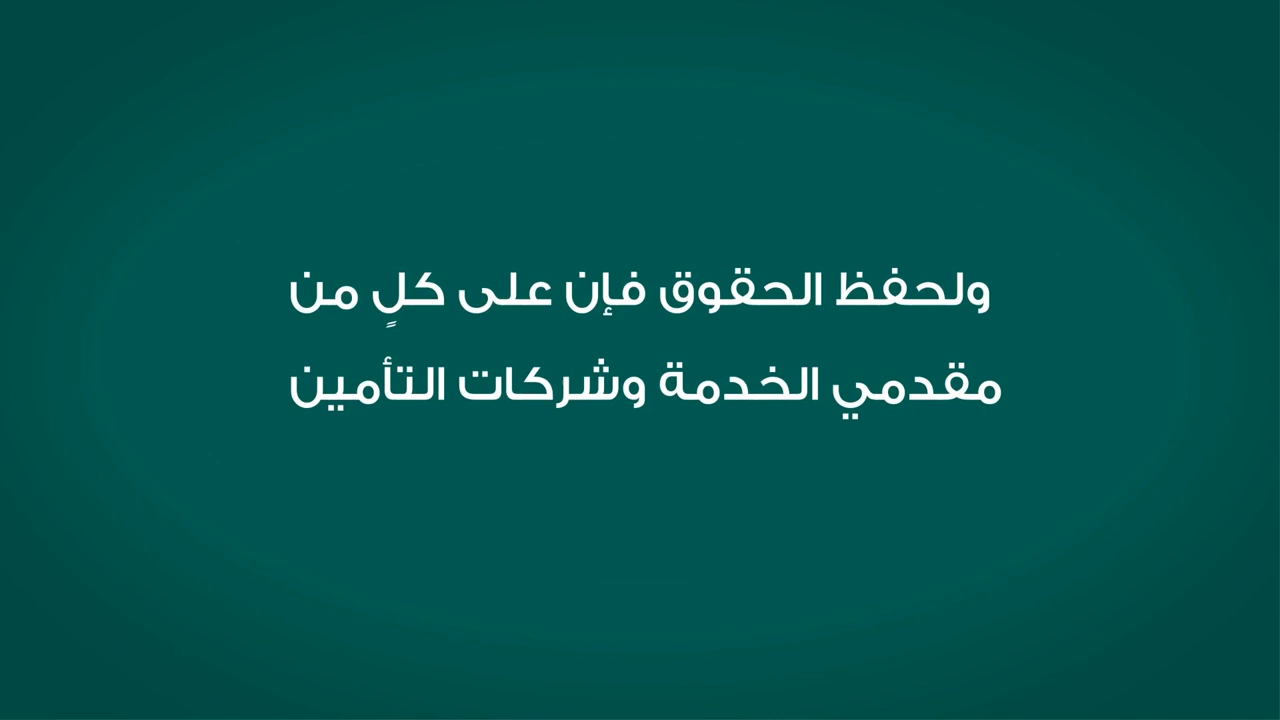 ولحفظ الحقوق فإن على كلٍ من
مقدمي الخدمة وشركات التأمين